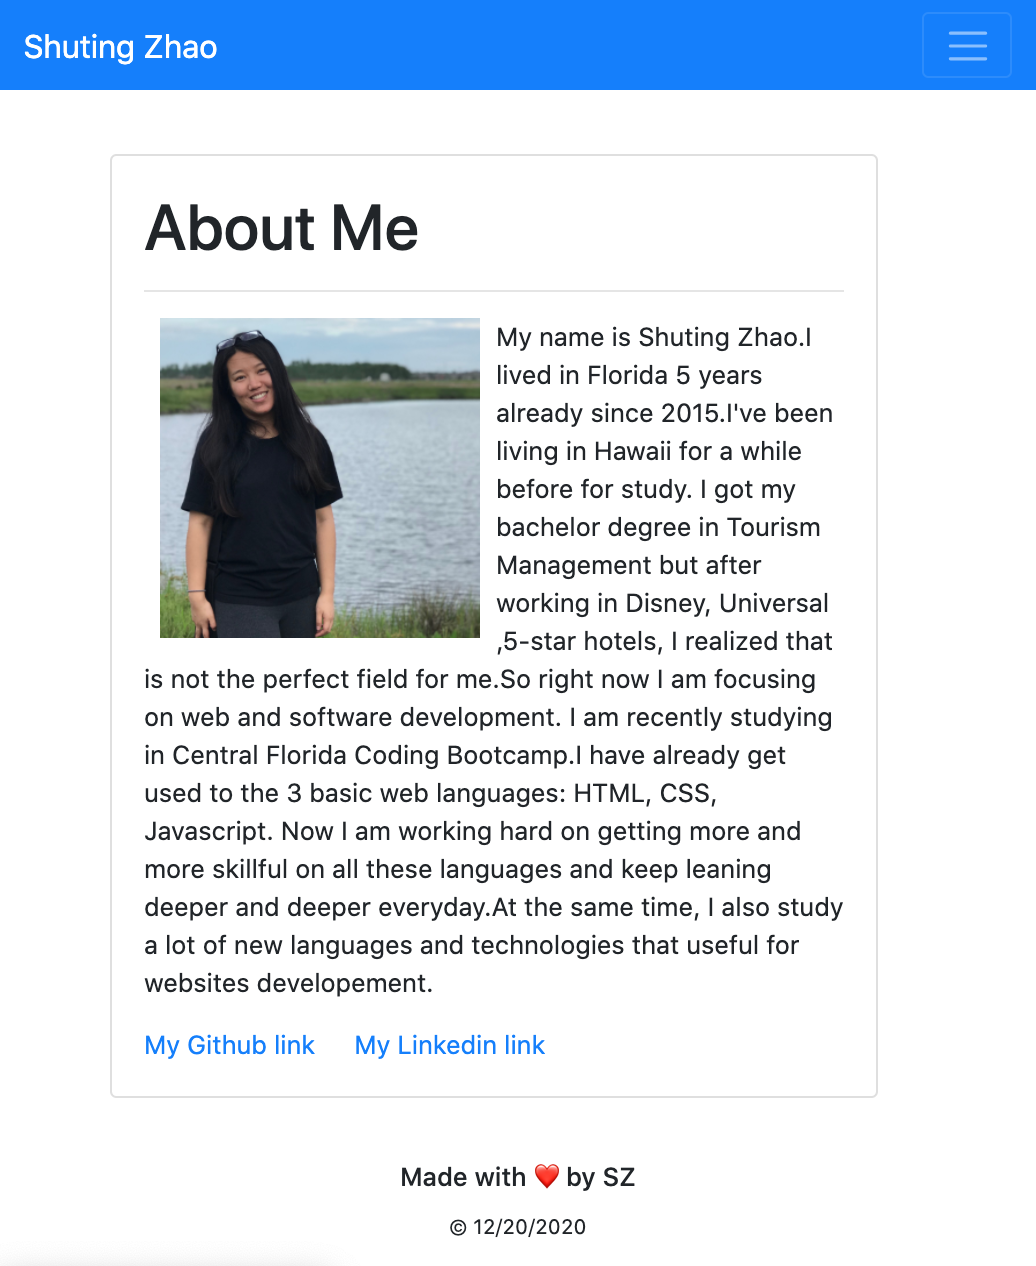 Shuting Zhao
About Me
My name is Shuting Zhao.I
lived in Florida 5 years
already since 2015.I've been
living in Hawaii for a while
before for study. I got my
bachelor degree in Tourism
Management but after
working in Disney, Universal
,5-star hotels, I realized that
is not the perfect field for me.So right now I am focusing
on web and software development. I am recently studying
in Central Florida Coding Bootcamp.I have already get
used to the 3 basic web languages: HTML, CSS,
Javascript. Now I am working hard on getting more and
more skillful on all these languages and keep leaning
deeper and deeper everyday.At the same time, I also study
a lot of new languages and technologies that useful for
websites developement.
My Github link My Linkedin link
Made with ❤️ by SZ
© 12/20/2020